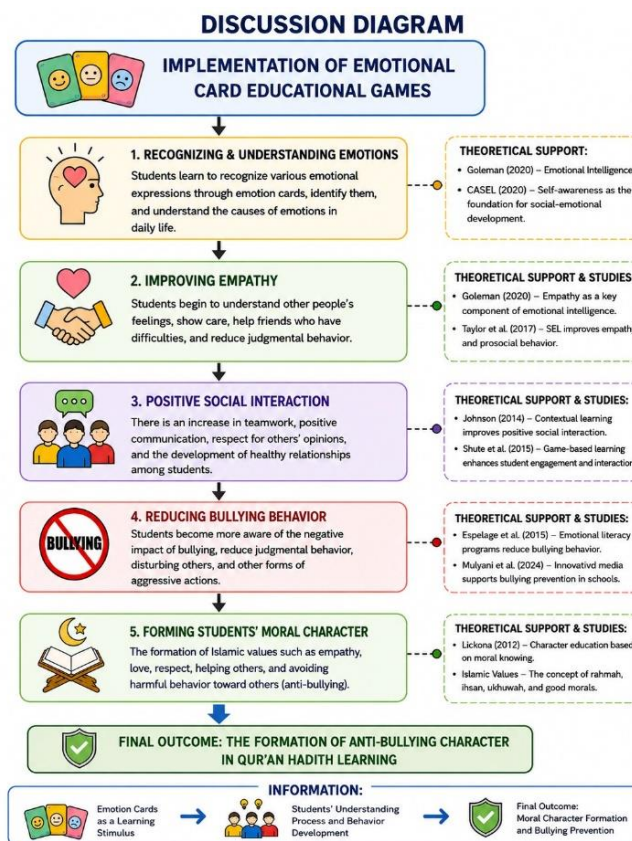 DISCUSSION DIAGRAM
IMPLEMENTATION OF EMOTIONAL
CARD EDUCATIONAL GAMES
1. RECOGNIZING & UNDERSTANDING EMOTIONS
Students learn to recognize various emotional
expressions through emotion cards, identify them,
and understand the causes of emotions in
daily life.
THEORETICAL SUPPORT:
• Goleman (2020) – Emotional Intelligence
• CASEL (2020) – Self-awareness as the
foundation for social-emotional
development.
2. IMPROVING EMPATHY
Students begin to understand other people's
feelings, show care, help friends who have
difficulties, and reduce judgmental behavior.
THEORETICAL SUPPORT & STUDIES
• Goleman (2020) – Empathy as a key
component of emotional intelligence.
• Taylor et al. (2017) – SEL improves empath
and prosocial behavior.
3. POSITIVE SOCIAL INTERACTION
There is an increase in teamwork, positive
communication, respect for others' opinions,
and the development of healthy relationships
among students.
THEORETICAL SUPPORT & STUDIES:
• Johnson (2014) – Contextual learning
improves positive social interaction.
• Shute et al. (2015) – Game-based learning
enhances student engagement and interaction
BULLYING
4. REDUCING BULLYING BEHAVIOR
Students become more aware of the negative
impact of bullying, reduce judgmental behavior,
disturbing others, and other forms of
aggressive actions.
THEORETICAL SUPPORT & STUDIES:
• Espelage et al. (2015) – Emotional literacy
programs reduce bullying behavior.
• Mulyani et al. (2024) – Innovativd media
supports bullying prevention in schools.
5. FORMING STUDENTS' MORAL CHARACTER
The formation of Islamic values such as empathy,
love, respect, helping others, and avoiding
harmful behavior toward others (anti-bullying).
THEORETICAL SUPPORT & STUDIES:
• Lickona (2012) – Character education based
on moral knowing.
• Islamic Values – The concept of rahmah,
ihsan, ukhuwah, and good morals.
FINAL OUTCOME: THE FORMATION OF ANTI-BULLYING CHARACTER
IN QUR'AN HADITH LEARNING
INFORMATION:
Emotion Cards
as a Learning
Stimulus
Students' Understanding
Process and Behavior
Development
Final Outcome:
Moral Character Formation
and Bullying Prevention